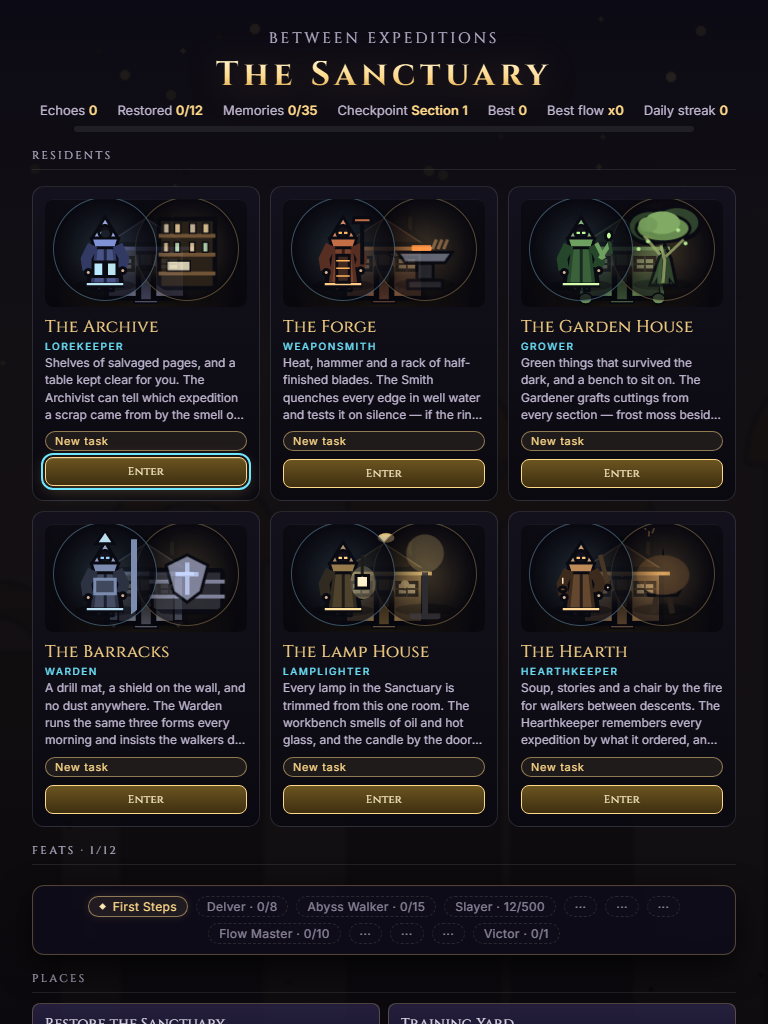 BETWEEN EXPEDITIONS
THE SANCTUARY
Echoes 0 Restored 0/12 Memories 0/35 Checkpoint Section 1 Best 0 Best flow x0 Daily streak 0
RESIDENTS
THE ARCHIVE
LOREKEEPER
Shelves of salvaged pages, and a
table kept clear for you. The
Archivist can tell which expedition
a scrap came from by the smell o...
New task
ENTER
THE FORGE
WEAPONSMITH
Heat, hammer and a rack of half-
finished blades. The Smith
quenches every edge in well water
and tests it on silence — if the rin...
New task
ENTER
THE GARDEN HOUSE
GROWER
Green things that survived the
dark, and a bench to sit on. The
Gardener grafts cuttings from
every section — frost moss besid...
New task
ENTER
THE BARRACKS
WARDEN
A drill mat, a shield on the wall, and
no dust anywhere. The Warden
runs the same three forms every
morning and insists the walkers d...
New task
ENTER
THE LAMP HOUSE
LAMPLIGHTER
Every lamp in the Sanctuary is
trimmed from this one room. The
workbench smells of oil and hot
glass, and the candle by the door...
New task
ENTER
THE HEARTH
HEARTHKEEPER
Soup, stories and a chair by the fire
for walkers between descents. The
Hearthkeeper remembers every
expedition by what it ordered, an...
New task
ENTER
FEATS · 1/12
◆ First Steps Delver · 0/8 Abyss Walker · 0/15 Slayer · 12/500 ... ... ...
Flow Master · 0/10 ... ... ... Victor · 0/1
PLACES
RESTORE THE SANCTUARY
TRAINING YARD